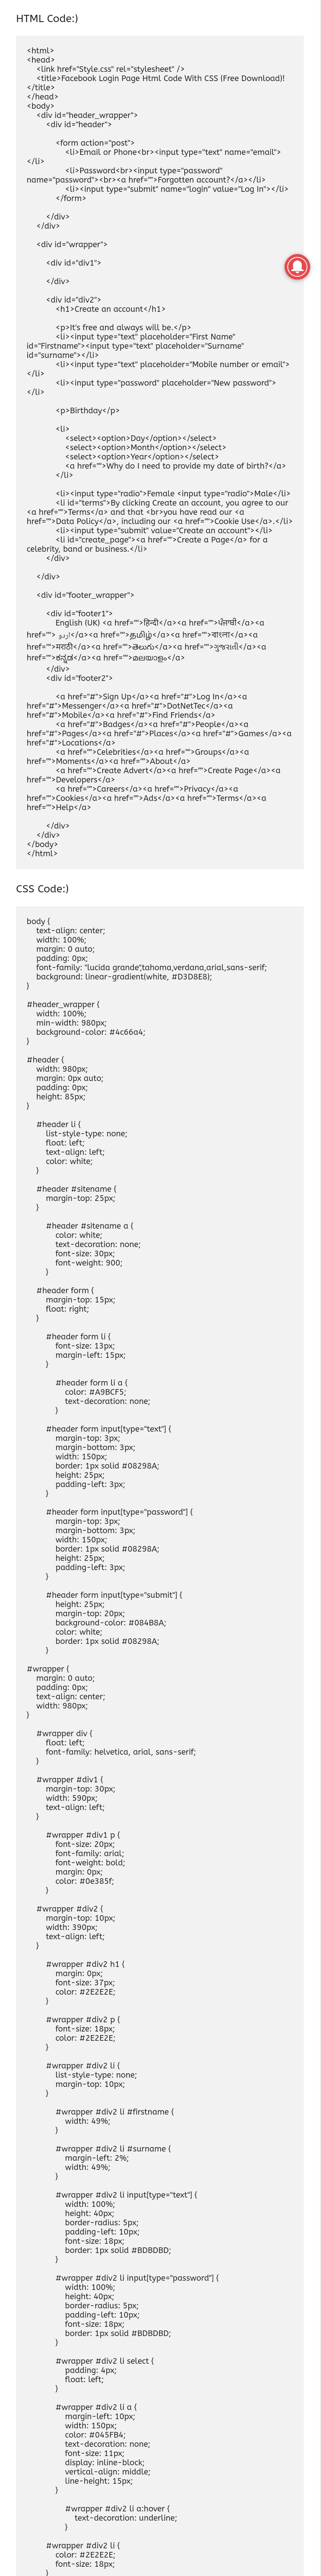 HTML Code:)
<html>
<head>
<link href="Style.css" rel="stylesheet" />
<title>Facebook Login Page Html Code With CSS (Free Download)!
</title>
</head>
<body>
<div id="header_wrapper">
<div id="header">
<form action="post">
<li>Email or Phone<br><input type="text" name="email">
</li>
<li>Password<br><input type="password"
name="password"><br><a href="">Forgotten account?</a></li>
<li><input type="submit" name="login" value="Log In"></li>
</form>
</div>
</div>
<div id="wrapper">
<div id="div1">
</div>
<div id="div2">
<h1>Create an account</h1>
<p>It's free and always will be.</p>
<li><input type="text" placeholder="First Name"
id="Firstname"><input type="text" placeholder="Surname"
id="surname"></li>
<li><input type="text" placeholder="Mobile number or email">
</li>
<li><input type="password" placeholder="New password">
</li>
<p>Birthday</p>
<li>
<select><option>Day</option></select>
<select><option>Month</option></select>
<select><option>Year</option></select>
<a href="">Why do I need to provide my date of birth?</a>
</li>
<li><input type="radio">Female <input type="radio">Male</li>
<li id="terms">By clicking Create an account, you agree to our
<a href="">Terms</a> and that <br>you have read our <a
href="">Data Policy</a>, including our <a href="">Cookie Use</a>.</li>
<li><input type="submit" value="Create an account"></li>
<li id="create_page"><a href="">Create a Page</a> for a
celebrity, band or business.</li>
</div>
</div>
<div id="footer_wrapper">
<div id="footer1">
English (UK) <a href="">हिन्दी</a><a href="">ਪੰਜਾਬੀ</a><a
href="">اردو</a><a href="">தமிழ்</a><a href="">বাংলা</a><a
href="">मराठी</a><a href="">తెలుగు</a><a href="">ગુજરાતી</a><a
href="">ಕನ್ನಡ</a><a href="">മലയാളം</a>
</div>
<div id="footer2">
<a href="#">Sign Up</a><a href="#">Log In</a><a
href="#">Messenger</a><a href="#">DotNetTec</a><a
href="#">Mobile</a><a href="#">Find Friends</a>
<a href="#">Badges</a><a href="#">People</a><a
href="#">Pages</a><a href="#">Places</a><a href="#">Games</a><a
href="#">Locations</a>
<a href="">Celebrities</a><a href="">Groups</a><a
href="">Moments</a><a href="">About</a>
<a href="">Create Advert</a><a href="">Create Page</a><a
href="">Developers</a>
<a href="">Careers</a><a href="">Privacy</a><a
href="">Cookies</a><a href="">Ads</a><a href="">Terms</a><a
href="">Help</a>
</div>
</div>
</body>
</html>
CSS Code:)
body {
text-align: center;
width: 100%;
margin: 0 auto;
padding: 0px;
font-family: "lucida grande",tahoma,verdana,arial,sans-serif;
background: linear-gradient(white, #D3D8E8);
}
#header_wrapper {
width: 100%;
min-width: 980px;
background-color: #4c66a4;
}
#header {
width: 980px;
margin: 0px auto;
padding: 0px;
height: 85px;
}
#header li {
list-style-type: none;
float: left;
text-align: left;
color: white;
}
#header #sitename {
margin-top: 25px;
}
#header #sitename a {
color: white;
text-decoration: none;
font-size: 30px;
font-weight: 900;
}
#header form {
margin-top: 15px;
float: right;
}
#header form li {
font-size: 13px;
margin-left: 15px;
}
#header form li a {
color: #A9BCF5;
text-decoration: none;
}
#header form input[type="text"] {
margin-top: 3px;
margin-bottom: 3px;
width: 150px;
border: 1px solid #08298A;
height: 25px;
padding-left: 3px;
}
#header form input[type="password"] {
margin-top: 3px;
margin-bottom: 3px;
width: 150px;
border: 1px solid #08298A;
height: 25px;
padding-left: 3px;
}
#header form input[type="submit"] {
height: 25px;
margin-top: 20px;
background-color: #084B8A;
color: white;
border: 1px solid #08298A;
}
#wrapper {
margin: 0 auto;
padding: 0px;
text-align: center;
width: 980px;
}
#wrapper div {
float: left;
font-family: helvetica, arial, sans-serif;
}
#wrapper #div1 {
margin-top: 30px;
width: 590px;
text-align: left;
}
#wrapper #div1 p {
font-size: 20px;
font-family: arial;
font-weight: bold;
margin: 0px;
color: #0e385f;
}
#wrapper #div2 {
margin-top: 10px;
width: 390px;
text-align: left;
}
#wrapper #div2 h1 {
margin: 0px;
font-size: 37px;
color: #2E2E2E;
}
#wrapper #div2 p {
font-size: 18px;
color: #2E2E2E;
}
#wrapper #div2 li {
list-style-type: none;
margin-top: 10px;
}
#wrapper #div2 li #firstname {
width: 49%;
}
#wrapper #div2 li #surname {
margin-left: 2%;
width: 49%;
}
#wrapper #div2 li input[type="text"] {
width: 100%;
height: 40px;
border-radius: 5px;
padding-left: 10px;
font-size: 18px;
border: 1px solid #BDBDBD;
}
#wrapper #div2 li input[type="password"] {
width: 100%;
height: 40px;
border-radius: 5px;
padding-left: 10px;
font-size: 18px;
border: 1px solid #BDBDBD;
}
#wrapper #div2 li select {
padding: 4px;
float: left;
}
#wrapper #div2 li a {
margin-left: 10px;
width: 150px;
color: #045FB4;
text-decoration: none;
font-size: 11px;
display: inline-block;
vertical-align: middle;
line-height: 15px;
}
#wrapper #div2 li a:hover {
text-decoration: underline;
}
#wrapper #div2 li {
color: #2E2E2E;
font-size: 18px;
}